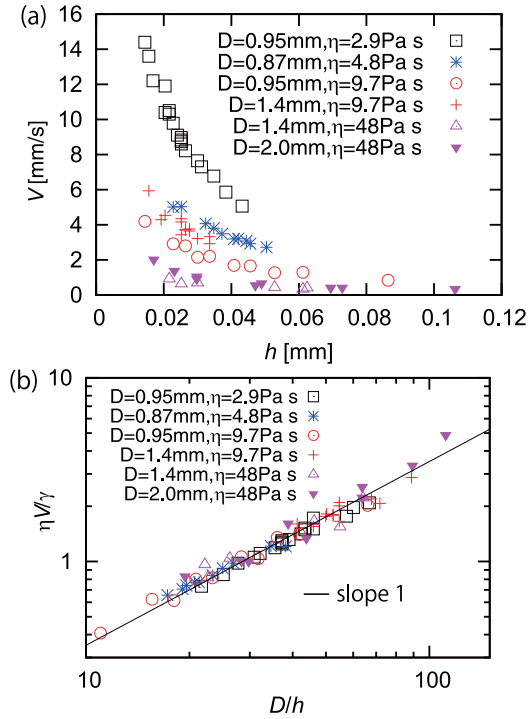 (a)
16
14
12
10
8
6
4
2
0
V [mm/s]
D=0.95mm,η=2.9Pa s
D=0.87mm,η=4.8Pa s
D=0.95mm,η=9.7Pa s
D=1.4mm,η=9.7Pa s
D=1.4mm,η=48Pa s
D=2.0mm,η=48Pa s
0 0.02 0.04 0.06 0.08 0.1 0.12
h [mm]
(b)
10
1
ηV/γ
D=0.95mm,η=2.9Pa s
D=0.87mm,η=4.8Pa s
D=0.95mm,η=9.7Pa s
D=1.4mm,η=9.7Pa s
D=1.4mm,η=48Pa s
D=2.0mm,η=48Pa s
slope 1
10 100
D/h